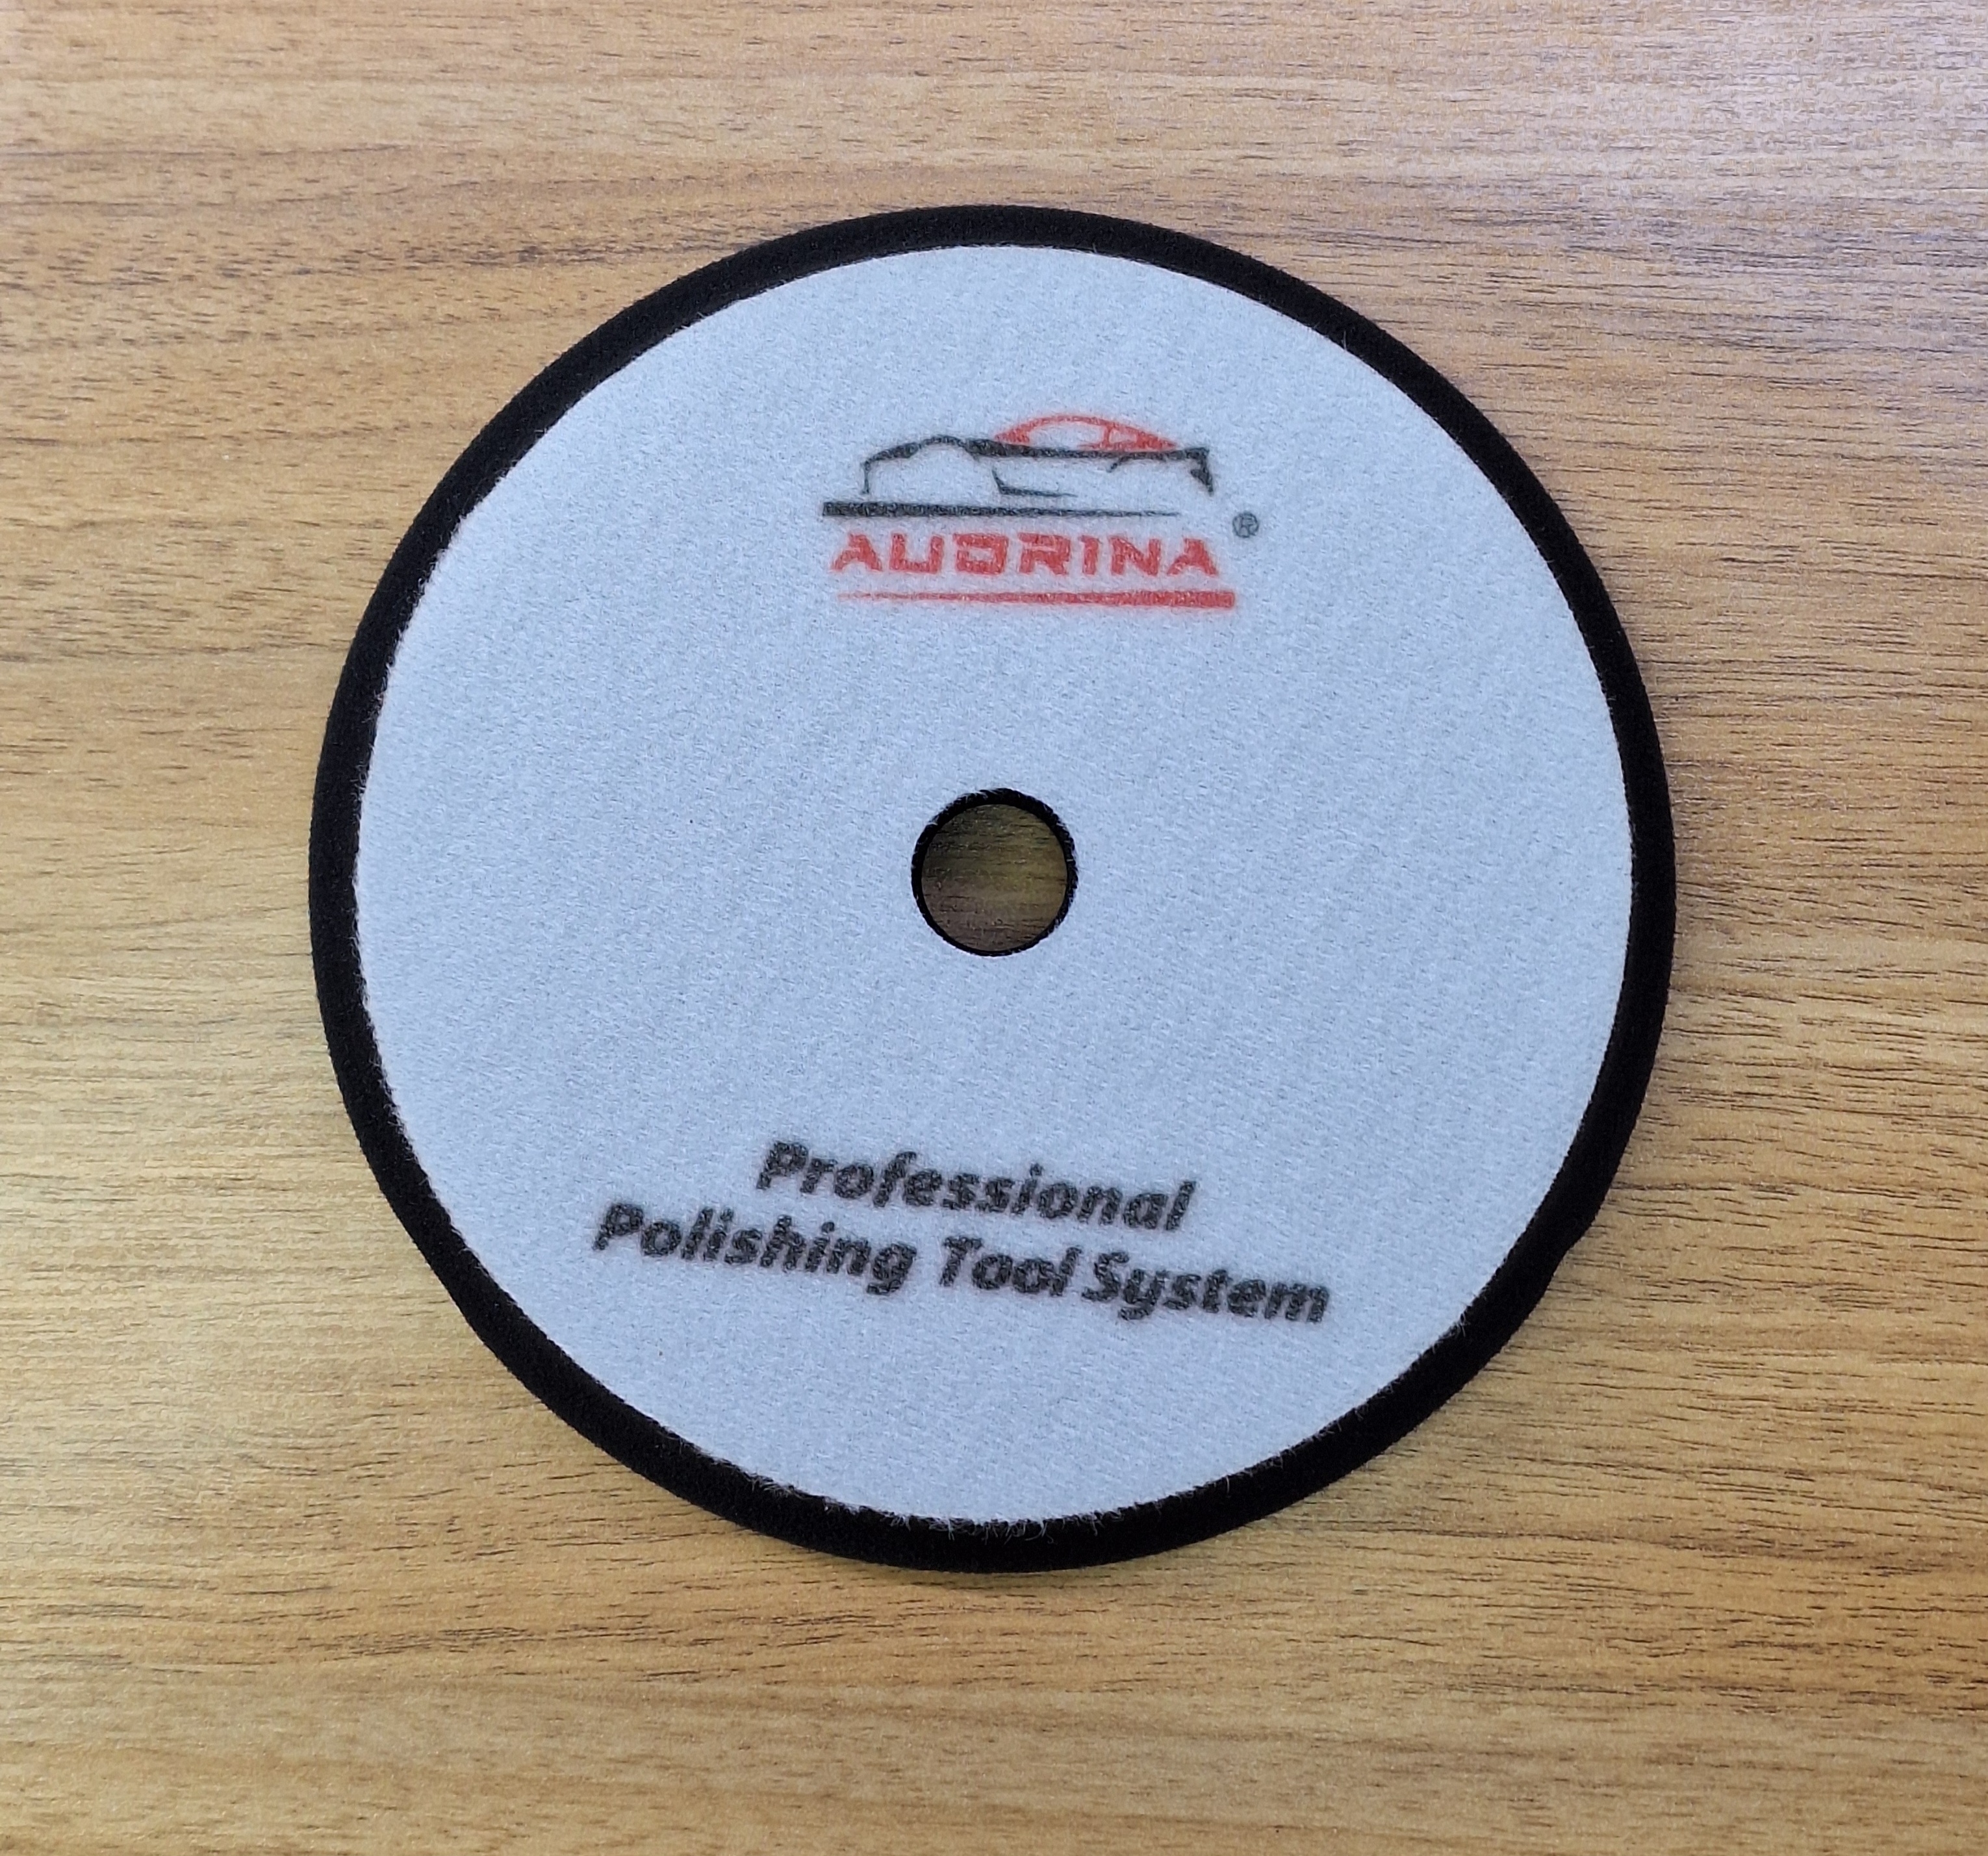 AUDRINA ®
Professional
Polishing Tool System